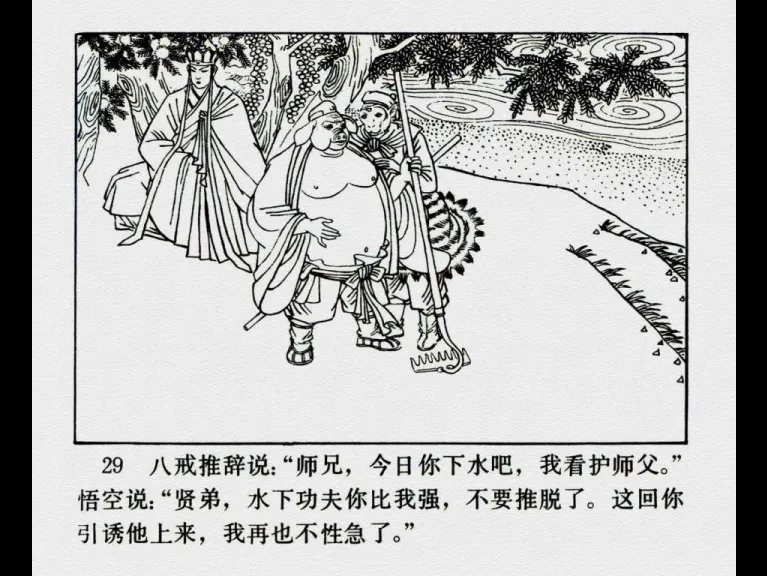 29 八戒推辞说：“师兄，今日你下水吧，我看护师父。”
悟空说：“贤弟，水下功夫你比我强，不要推脱了。这回你
引诱他上来，我再也不性急了。”